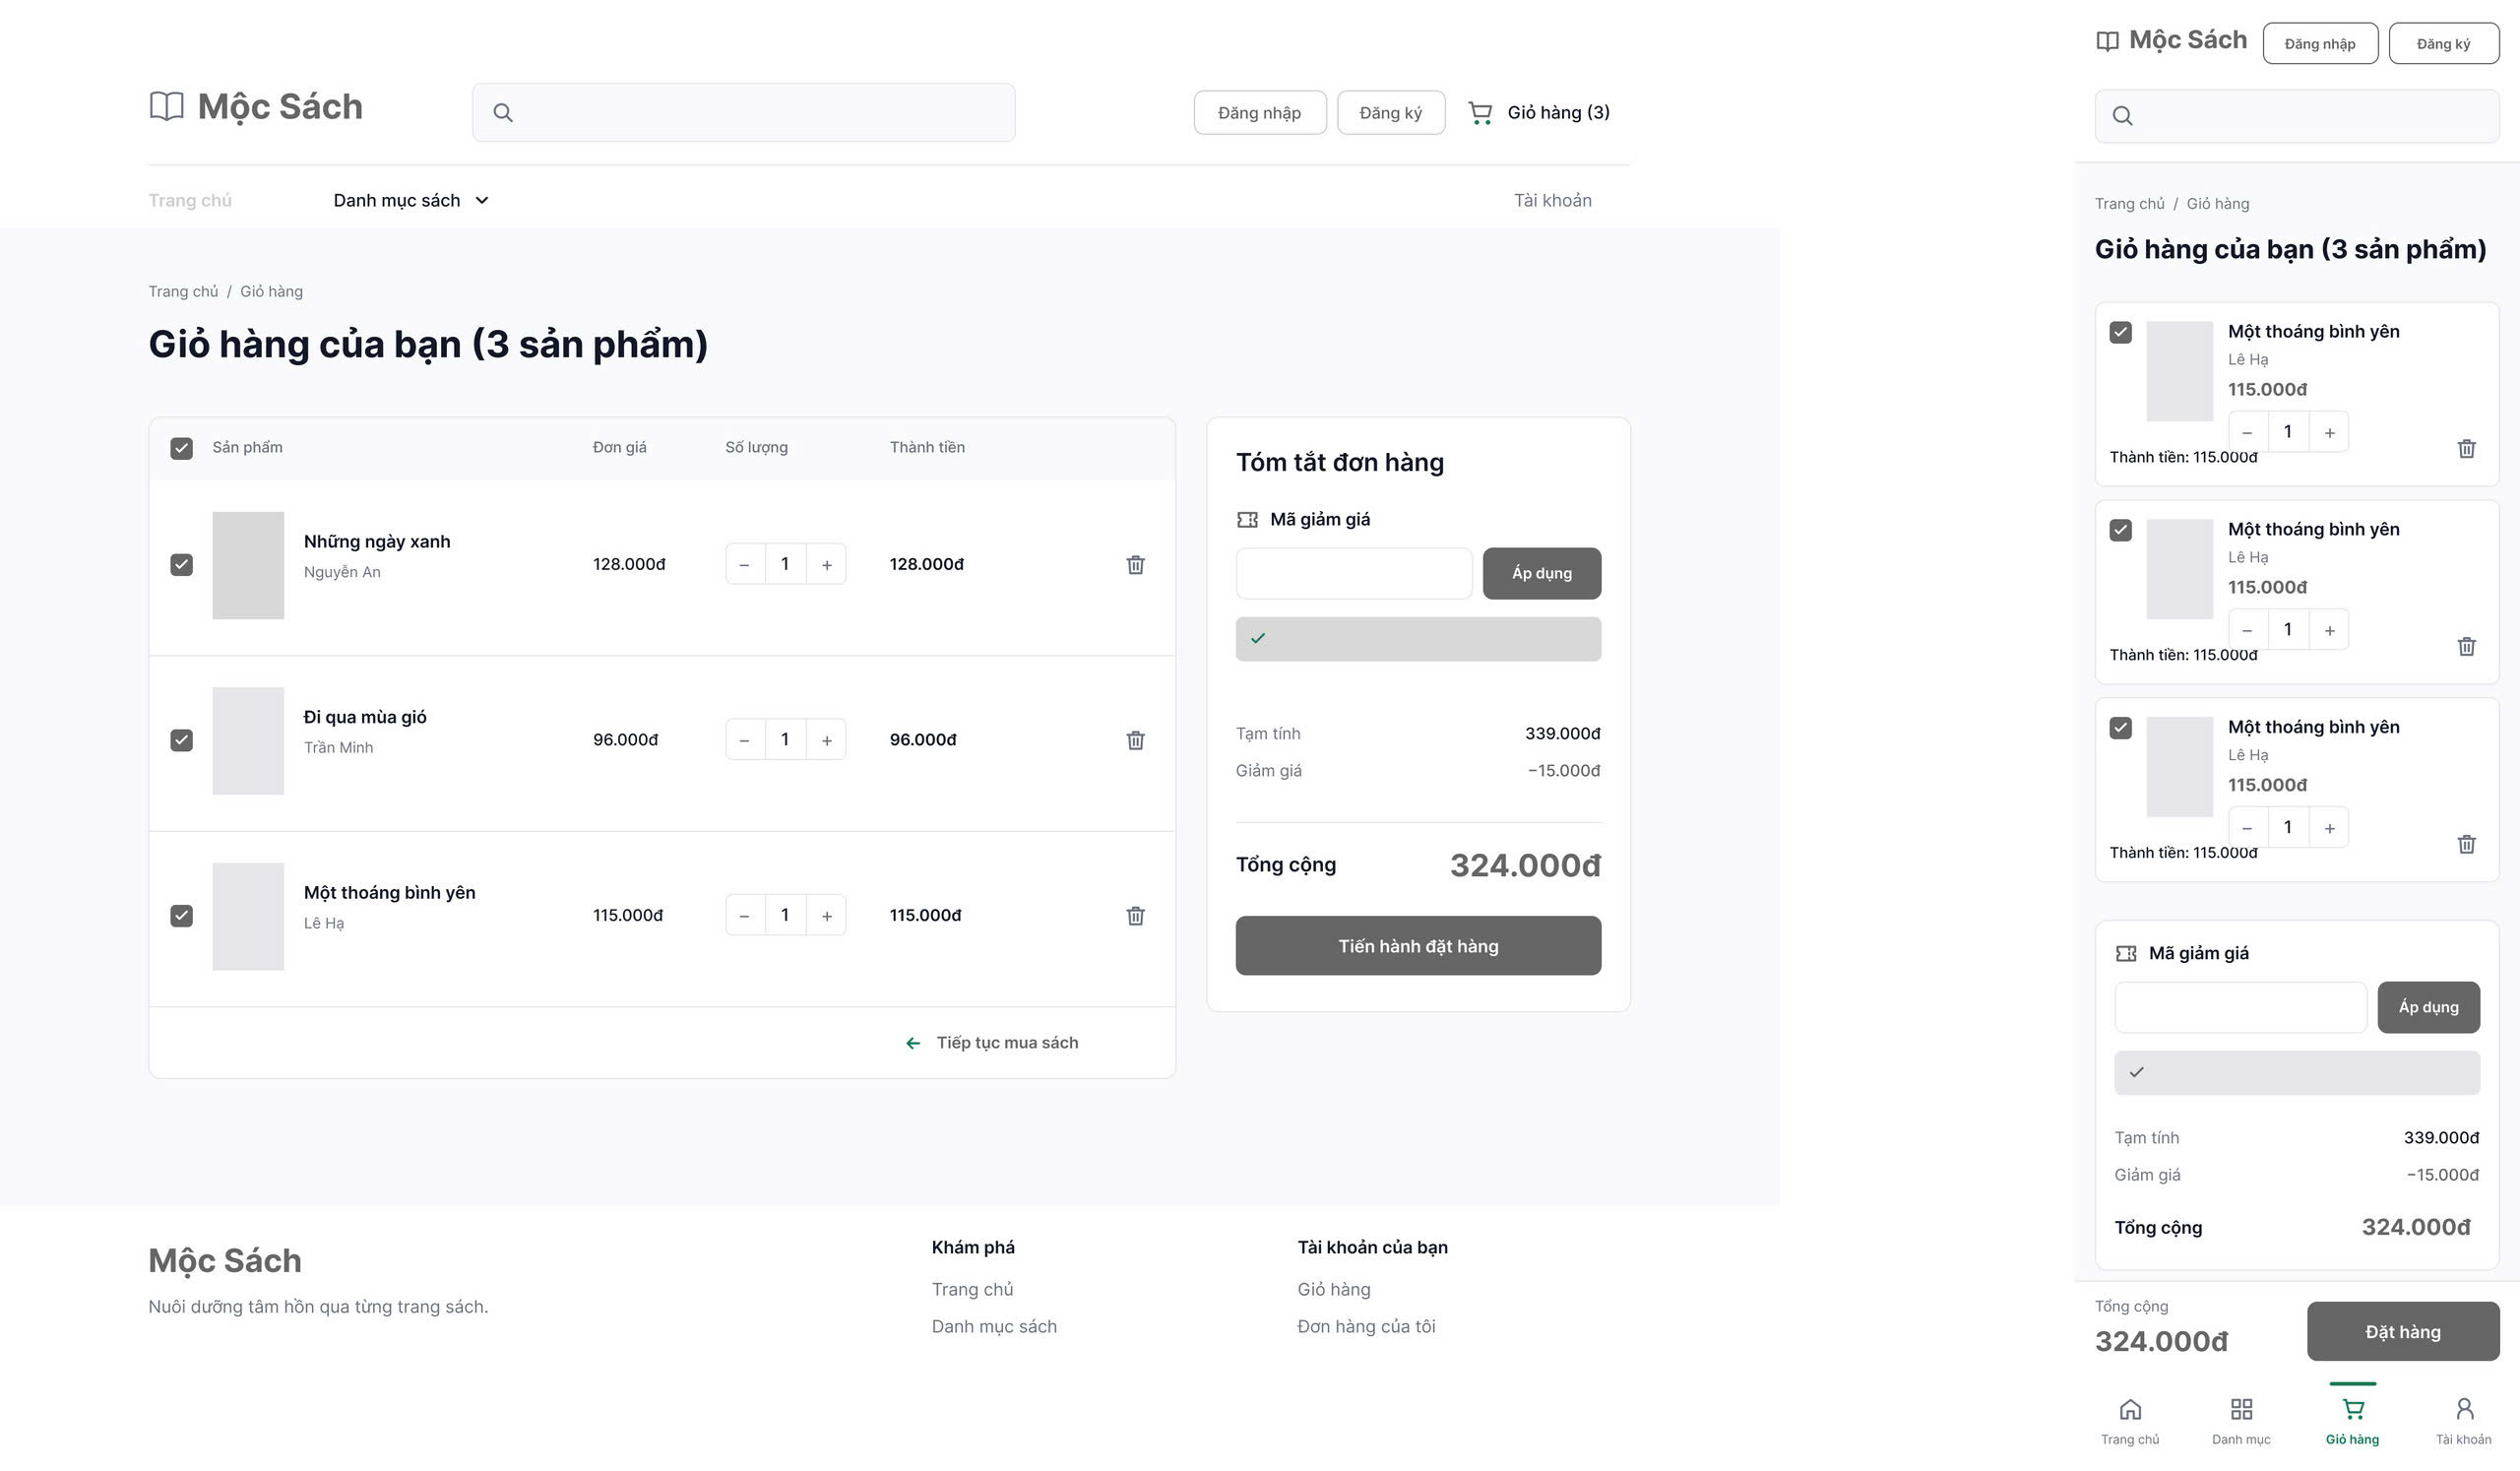 Mộc Sách
Đăng nhập
Đăng ký
Giỏ hàng (3)
Trang chủ
Danh mục sách
Tài khoản
Trang chủ / Giỏ hàng
Giỏ hàng của bạn (3 sản phẩm)
Sản phẩm
Đơn giá
Số lượng
Thành tiền
Những ngày xanh
Nguyễn An
128.000đ
− 1 +
128.000đ
Đi qua mùa gió
Trần Minh
96.000đ
− 1 +
96.000đ
Một thoáng bình yên
Lê Hạ
115.000đ
− 1 +
115.000đ
Tiếp tục mua sách
Tóm tắt đơn hàng
Mã giảm giá
Áp dụng
Tạm tính 339.000đ
Giảm giá −15.000đ
Tổng cộng 324.000đ
Tiến hành đặt hàng
Mộc Sách
Nuôi dưỡng tâm hồn qua từng trang sách.
Khám phá
Trang chủ
Danh mục sách
Tài khoản của bạn
Giỏ hàng
Đơn hàng của tôi
Mộc Sách
Đăng nhập
Đăng ký
Trang chủ / Giỏ hàng
Giỏ hàng của bạn (3 sản phẩm)
Một thoáng bình yên
Lê Hạ
115.000đ
− 1 +
Thành tiền: 115.000đ
Một thoáng bình yên
Lê Hạ
115.000đ
− 1 +
Thành tiền: 115.000đ
Một thoáng bình yên
Lê Hạ
115.000đ
− 1 +
Thành tiền: 115.000đ
Mã giảm giá
Áp dụng
Tạm tính 339.000đ
Giảm giá −15.000đ
Tổng cộng 324.000đ
Tổng cộng
324.000đ
Đặt hàng
Trang chủ
Danh mục
Giỏ hàng
Tài khoản